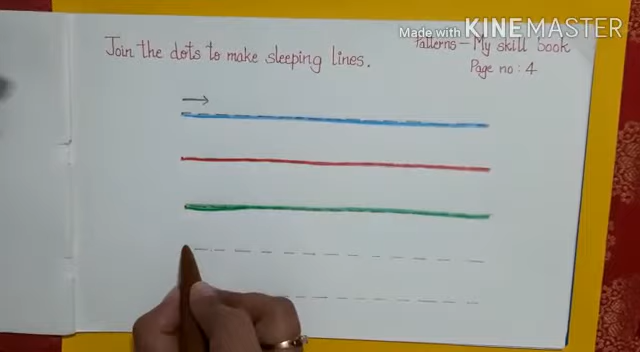 Made with KINEMASTER
Join the dots to make sleeping lines.
Patterns – My skill book
Page no : 4